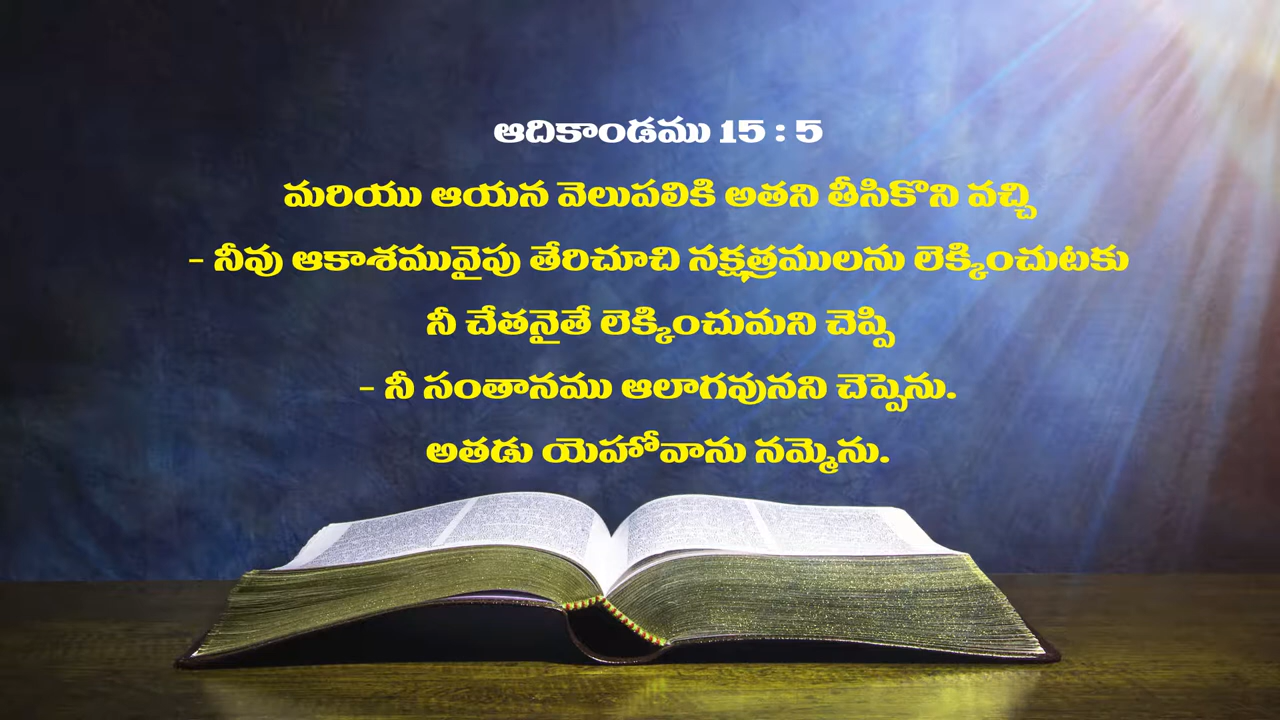 ఆదికాండము 15 : 5
మరియు ఆయన వెలుపలికి అతని తీసికొని వచ్చి
- నీవు ఆకాశమువైపు తేరిచూచి నక్షత్రములను లెక్కించుటకు
నీ చేతనైతే లెక్కించుమని చెప్పి
- నీ సంతానము ఆలాగవునని చెప్పెను.
అతడు యెహోవాను నమ్మెను.